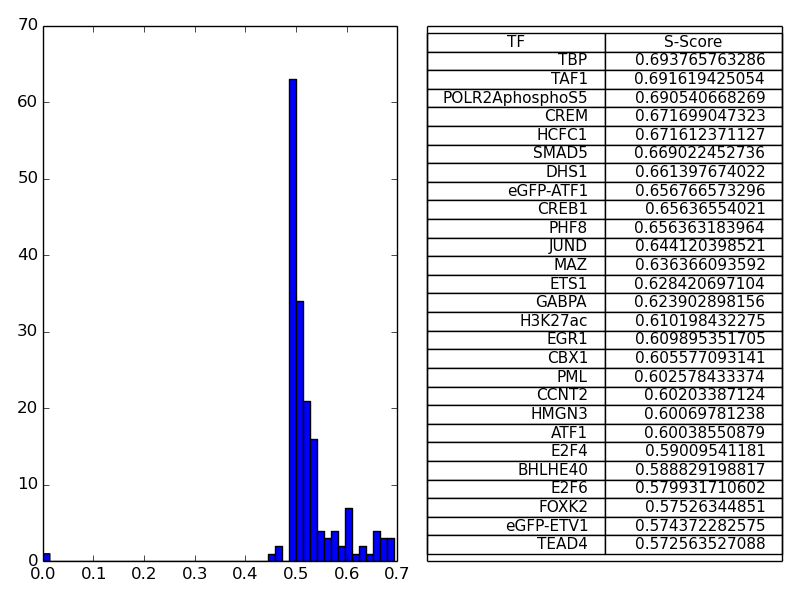 70
60
50
40
30
20
10
0
0.0 0.1 0.2 0.3 0.4 0.5 0.6 0.7
TF S-Score
TBP 0.693765763286
TAF1 0.691619425054
POLR2AphosphoS5 0.690540668269
CREM 0.671699047323
HCFC1 0.671612371127
SMAD5 0.669022452736
DHS1 0.661397674022
eGFP-ATF1 0.656766573296
CREB1 0.65636554021
PHF8 0.656363183964
JUND 0.644120398521
MAZ 0.636366093592
ETS1 0.628420697104
GABPA 0.623902898156
H3K27ac 0.610198432275
EGR1 0.609895351705
CBX1 0.605577093141
PML 0.602578433374
CCNT2 0.60203387124
HMGN3 0.60069781238
ATF1 0.60038550879
E2F4 0.59009541181
BHLHE40 0.588829198817
E2F6 0.579931710602
FOXK2 0.57526344851
eGFP-ETV1 0.574372282575
TEAD4 0.572563527088